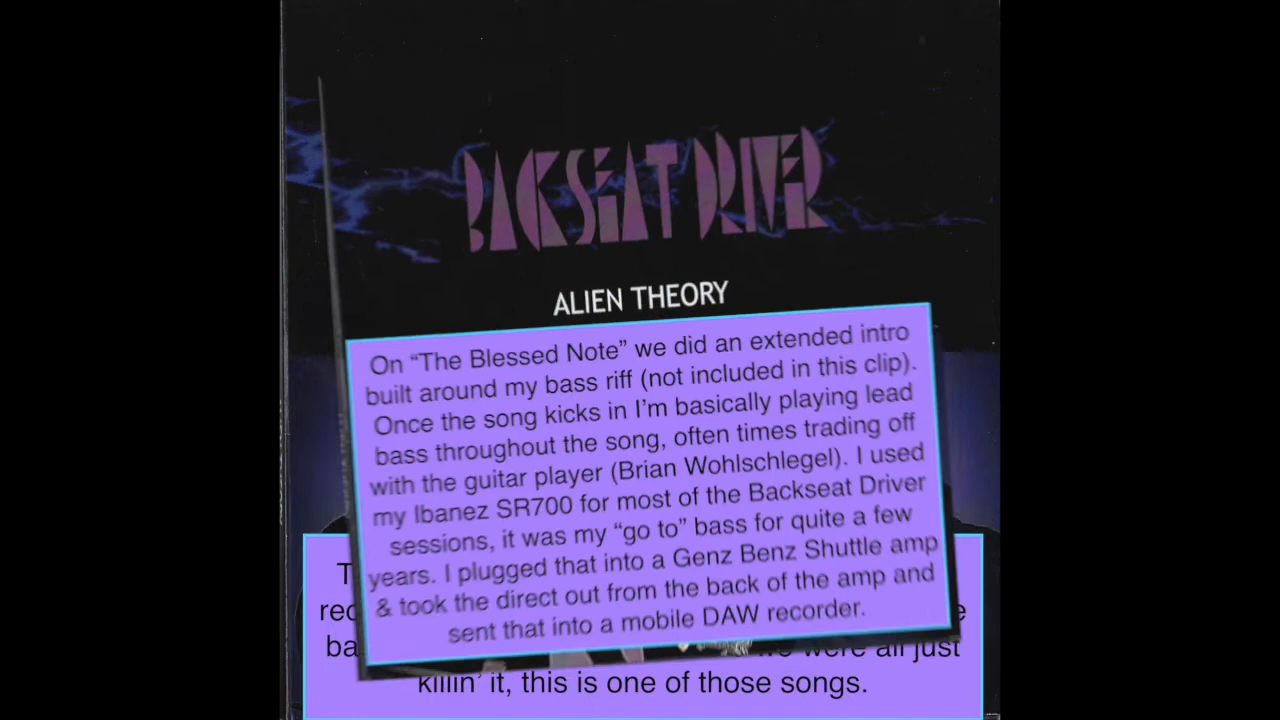 BACKSEAT DRIVER
ALIEN THEORY
On “The Blessed Note” we did an extended intro
built around my bass riff (not included in this clip).
Once the song kicks in I’m basically playing lead
bass throughout the song, often times trading off
with the guitar player (Brian Wohlschlegel). I used
my Ibanez SR700 for most of the Backseat Driver
sessions, it was my “go to” bass for quite a few
years. I plugged that into a Genz Benz Shuttle amp
& took the direct out from the back of the amp and
sent that into a mobile DAW recorder.
were all just
killin’ it, this is one of those songs.